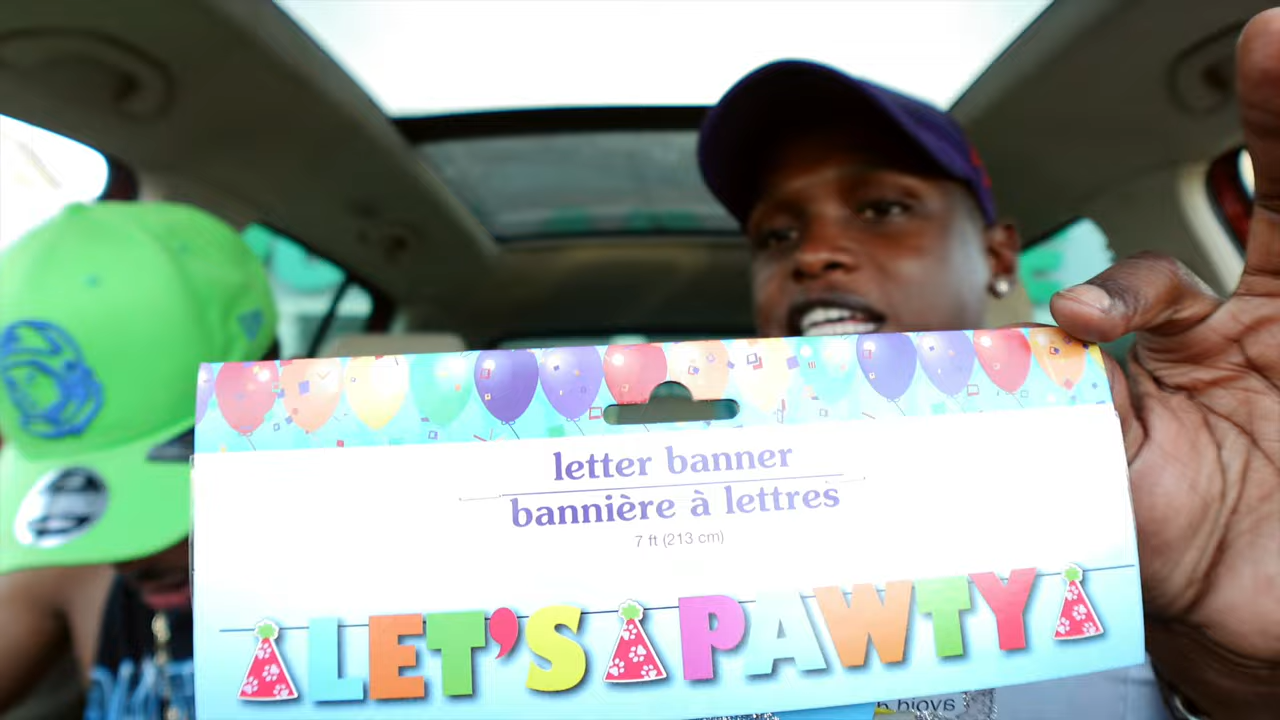 letter banner
bannière à lettres
7 ft (213 cm)
LET'S PAWTY